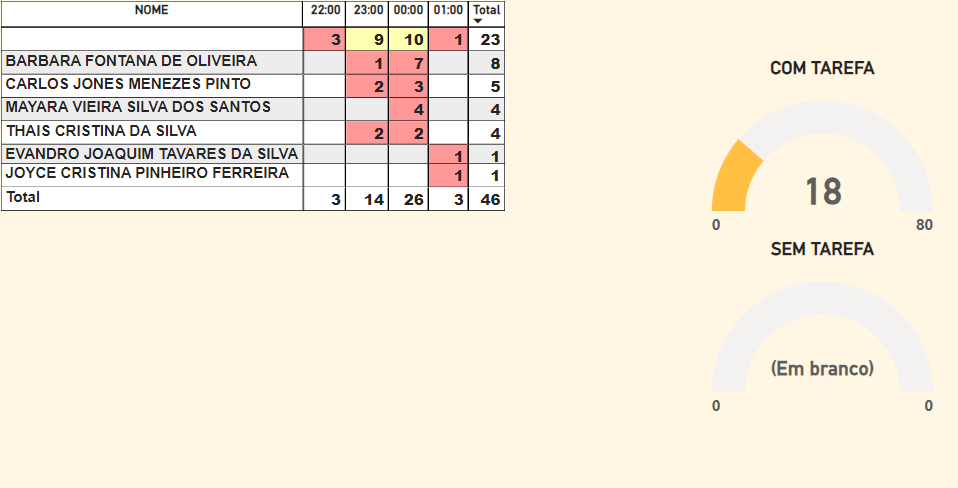 NOME 22:00 23:00 00:00 01:00 Total
3 9 10 1 23
BARBARA FONTANA DE OLIVEIRA 1 7 8
CARLOS JONES MENEZES PINTO 2 3 5
MAYARA VIEIRA SILVA DOS SANTOS 4 4
THAIS CRISTINA DA SILVA 2 2 4
EVANDRO JOAQUIM TAVARES DA SILVA 1 1
JOYCE CRISTINA PINHEIRO FERREIRA 1 1
Total 3 14 26 3 46
COM TAREFA
18
0 80
SEM TAREFA
(Em branco)
0 0